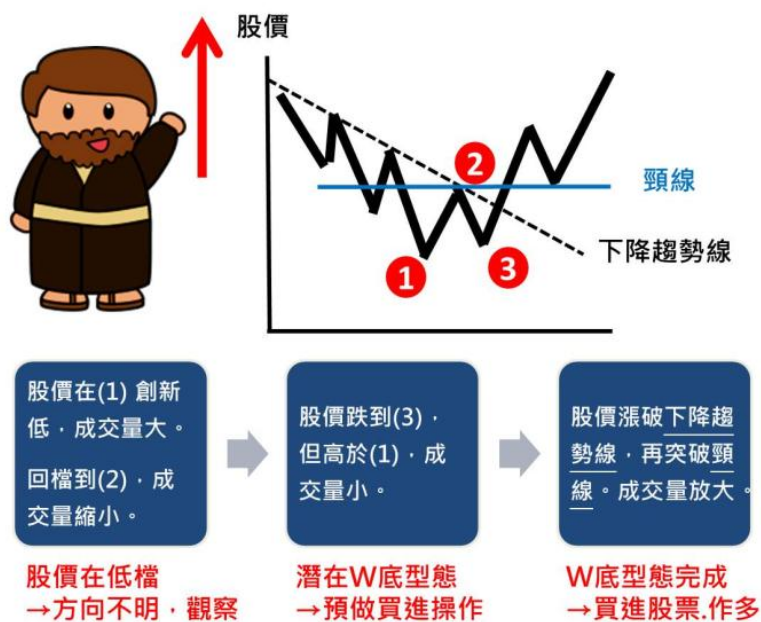 股價
2
頸線
下降趨勢線
1
3
股價在(1) 創新
低，成交量大。
回檔到(2)，成
交量縮小。
股價跌到(3)，
但高於(1)，成
交量小。
股價漲破下降趨
勢線，再突破頸
線。成交量放大。
股價在低檔
→方向不明，觀察
潛在W底型態
→預做買進操作
W底型態完成
→買進股票.作多